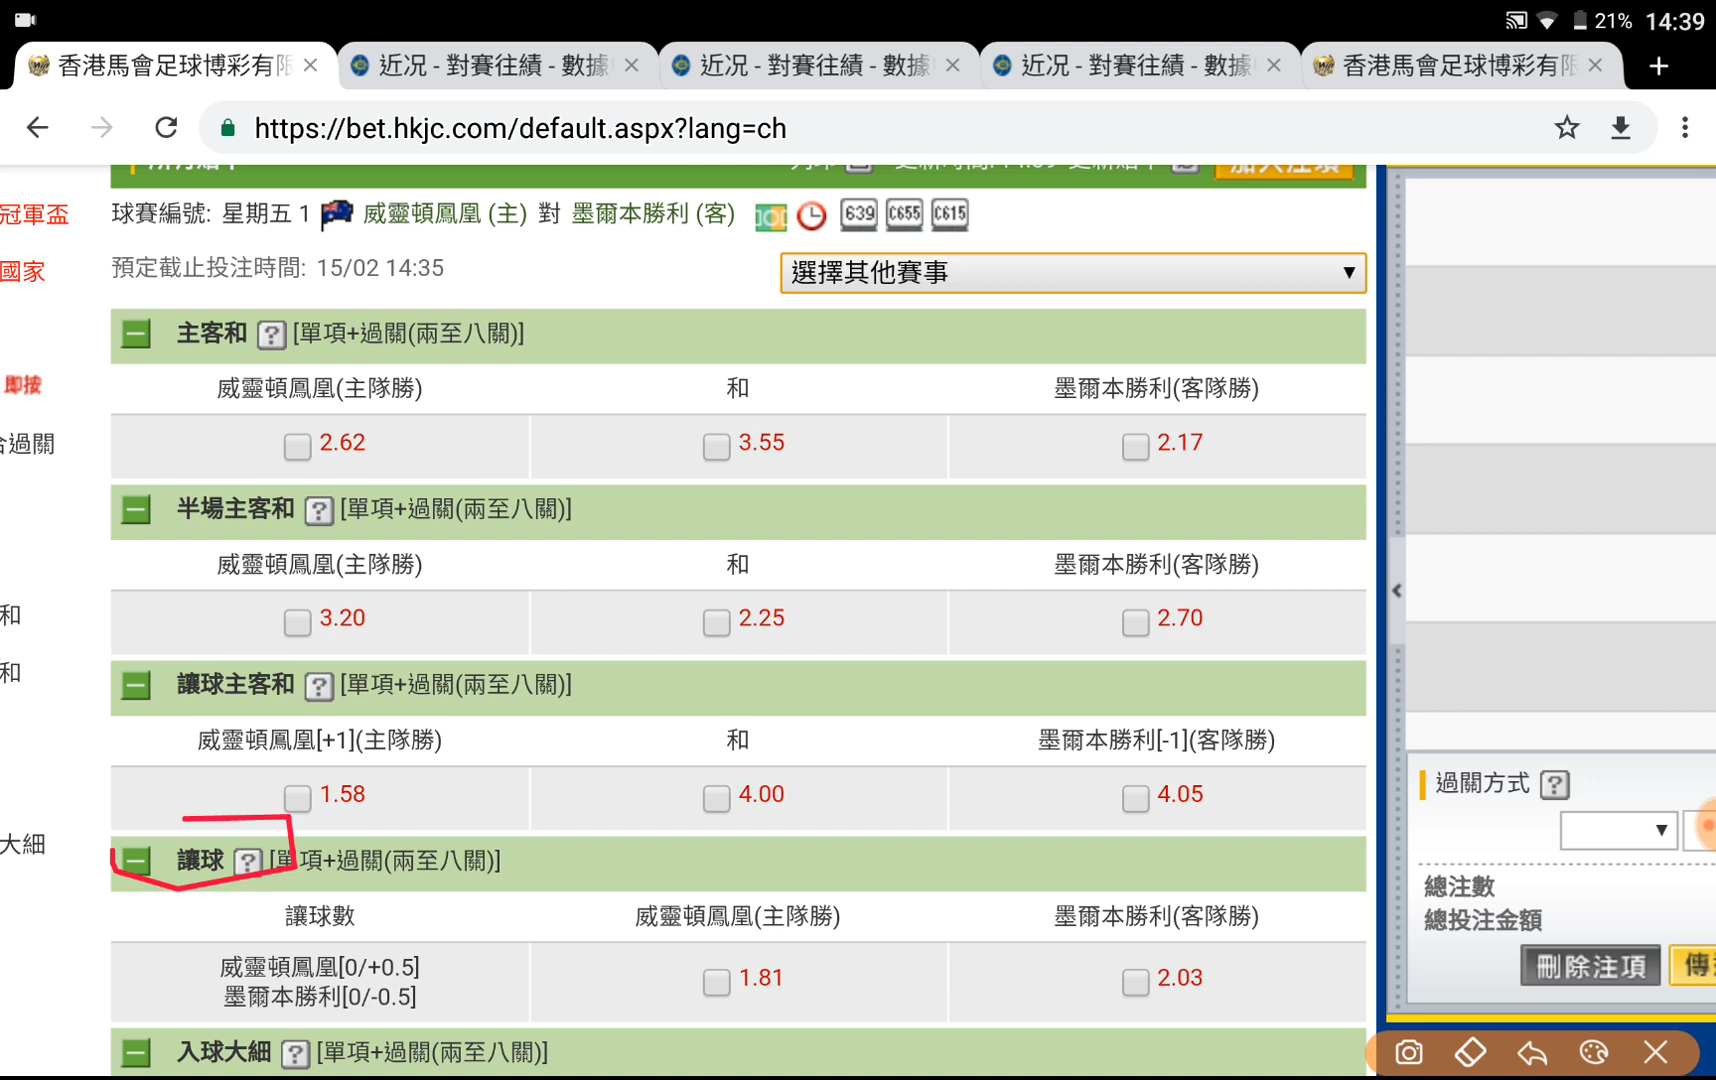 21% 14:39
香港馬會足球博彩有限
近況 - 對賽往績 - 數據
近況 - 對賽往績 - 數據
近況 - 對賽往績 - 數據
香港馬會足球博彩有限
https://bet.hkjc.com/default.aspx?lang=ch
加入注項
冠軍盃
球賽編號: 星期五 1 威靈頓鳳凰 (主) 對 墨爾本勝利 (客) 639 C655 C615
國家
預定截止投注時間: 15/02 14:35
選擇其他賽事
主客和 ? [單項+過關(兩至八關)]
即按
威靈頓鳳凰(主隊勝) 和 墨爾本勝利(客隊勝)
過關
2.62 3.55 2.17
半場主客和 ? [單項+過關(兩至八關)]
威靈頓鳳凰(主隊勝) 和 墨爾本勝利(客隊勝)
和
3.20 2.25 2.70
和
讓球主客和 ? [單項+過關(兩至八關)]
威靈頓鳳凰[+1](主隊勝) 和 墨爾本勝利[-1](客隊勝)
1.58 4.00 4.05
大細
讓球 ? [單項+過關(兩至八關)]
讓球數 威靈頓鳳凰(主隊勝) 墨爾本勝利(客隊勝)
威靈頓鳳凰[0/+0.5]
墨爾本勝利[0/-0.5]
1.81 2.03
入球大細 ? [單項+過關(兩至八關)]
過關方式 ?
總注數
總投注金額
刪除注項
傳